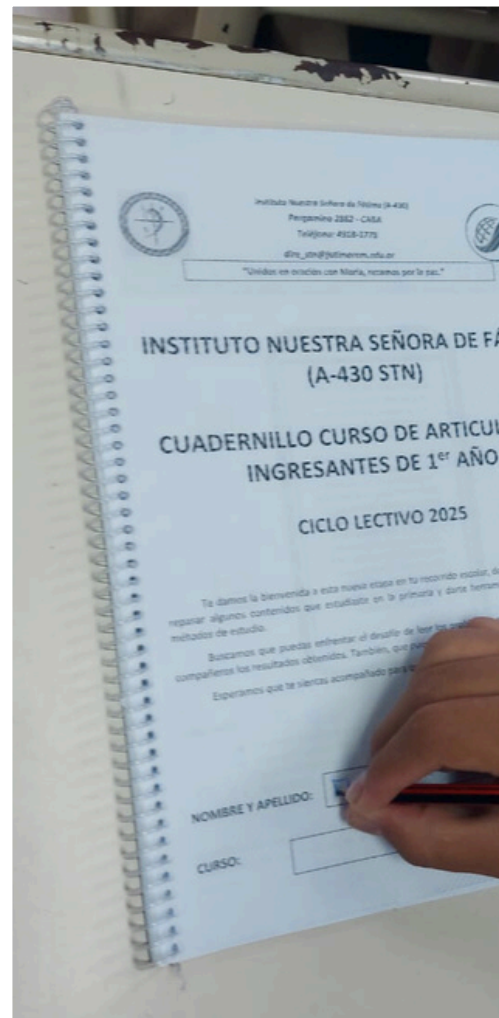 Instituto Nuestra Señora de Fátima (A-430)
Pergamino 2082 - CABA
Teléfono: 4918-1775
"Unidos en oración con María, recemos por la paz."
INSTITUTO NUESTRA SEÑORA DE FÁ
(A-430 STN)
CUADERNILLO CURSO DE ARTICUL
INGRESANTES DE 1er AÑO
CICLO LECTIVO 2025
Te damos la bienvenida a esta nueva etapa en tu recorrido escolar,
repasar algunos contenidos que estudiaste en la primaria y darte
métodos de estudio.
Buscamos que puedas enfrentar el desafío de leer
compañeros los resultados obtenidos. También, que
Esperamos que te sientas acompañado para
NOMBRE Y APELLIDO:
CURSO: